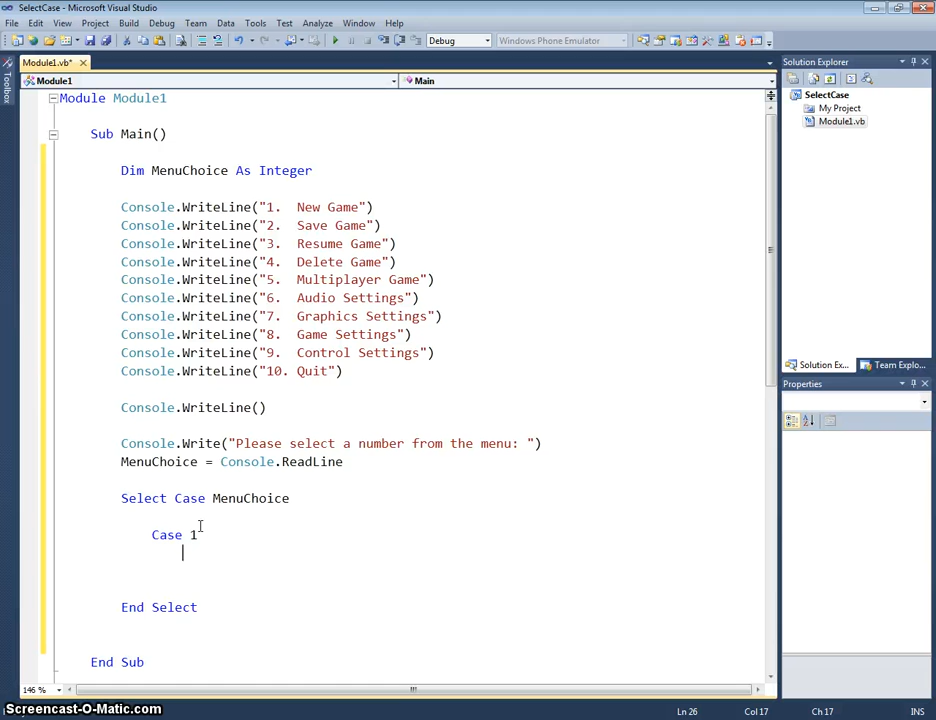 SelectCase - Microsoft Visual Studio
File Edit View Project Build Debug Team Data Tools Test Analyze Window Help
Debug Windows Phone Emulator
Toolbox
Module1.vb*
Module1 Main
Module Module1
Sub Main()
Dim MenuChoice As Integer
Console.WriteLine("1.  New Game")
Console.WriteLine("2.  Save Game")
Console.WriteLine("3.  Resume Game")
Console.WriteLine("4.  Delete Game")
Console.WriteLine("5.  Multiplayer Game")
Console.WriteLine("6.  Audio Settings")
Console.WriteLine("7.  Graphics Settings")
Console.WriteLine("8.  Game Settings")
Console.WriteLine("9.  Control Settings")
Console.WriteLine("10. Quit")
Console.WriteLine()
Console.Write("Please select a number from the menu: ")
MenuChoice = Console.ReadLine
Select Case MenuChoice
Case 1
End Select
End Sub
146 %
Solution Explorer
SelectCase
My Project
Module1.vb
Solution Ex... Team Explo...
Properties
Screencast-O-Matic.com
Ln 26 Col 17 Ch 17 INS